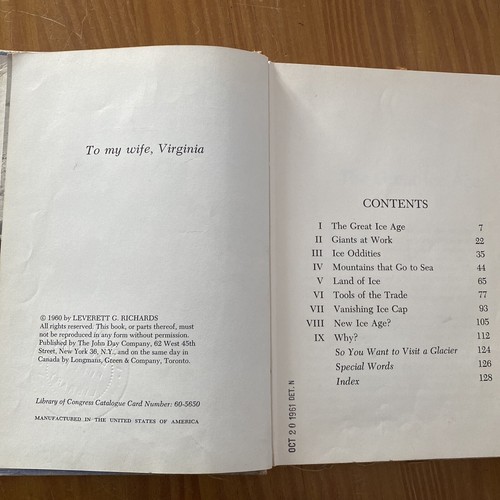 To my wife, Virginia
© 1960 by LEVERETT G. RICHARDS
All rights reserved. This book, or parts thereof, must
not be reproduced in any form without permission.
Published by The John Day Company, 62 West 45th
Street, New York 36, N.Y., and on the same day in
Canada by Longmans, Green & Company, Toronto.
Library of Congress Catalogue Card Number: 60-5650
MANUFACTURED IN THE UNITED STATES OF AMERICA
CONTENTS
I The Great Ice Age 7
II Giants at Work 22
III Ice Oddities 35
IV Mountains that Go to Sea 44
V Land of Ice 65
VI Tools of the Trade 77
VII Vanishing Ice Cap 93
VIII New Ice Age? 105
IX Why? 112
So You Want to Visit a Glacier 124
Special Words 126
Index 128
OCT 20 1961 DET. N